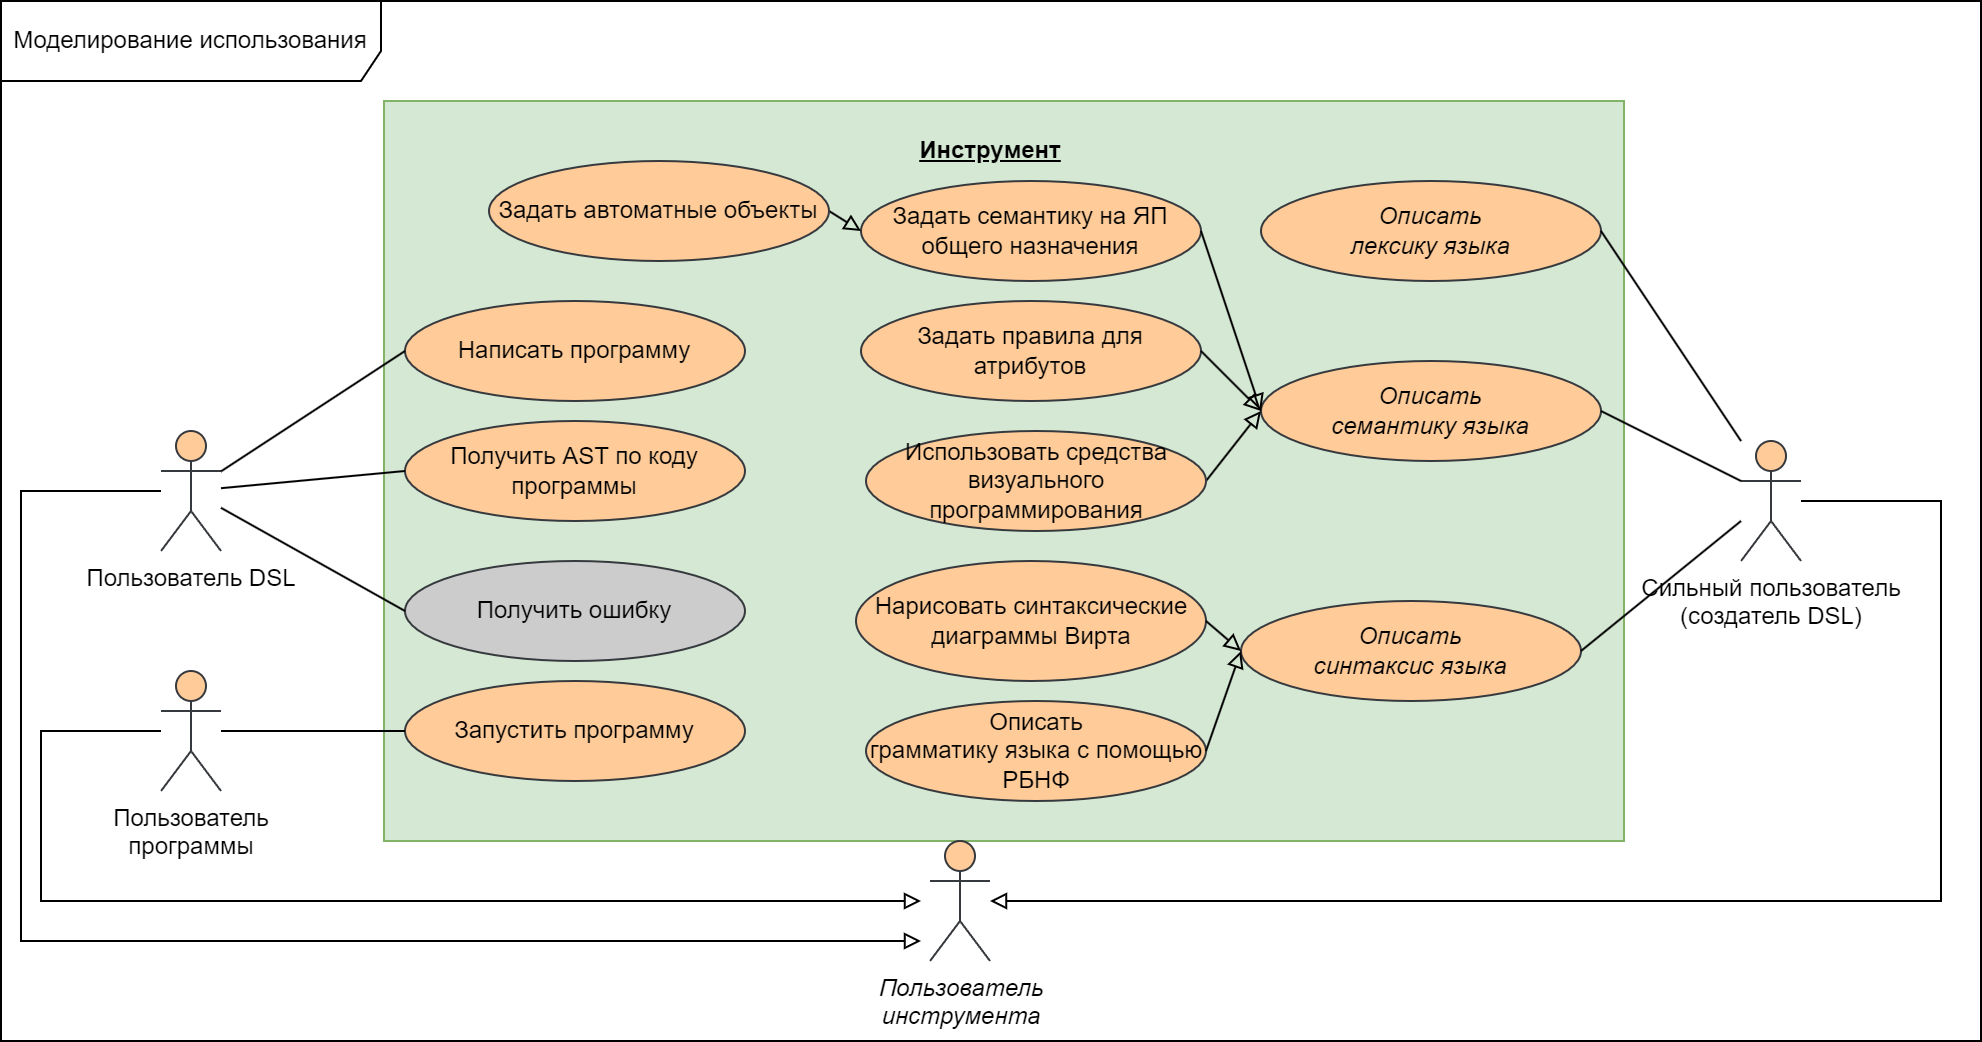 Моделирование использования
Инструмент
Задать автоматные объекты
Задать семантику на ЯП
общего назначения
Описать
лексику языка
Написать программу
Задать правила для
атрибутов
Описать
семантику языка
Получить AST по коду
программы
Использовать средства
визуального
программирования
Пользователь DSL
Сильный пользователь
(создатель DSL)
Получить ошибку
Нарисовать синтаксические
диаграммы Вирта
Описать
синтаксис языка
Запустить программу
Описать
грамматику языка с помощью
РБНФ
Пользователь
программы
Пользователь
инструмента